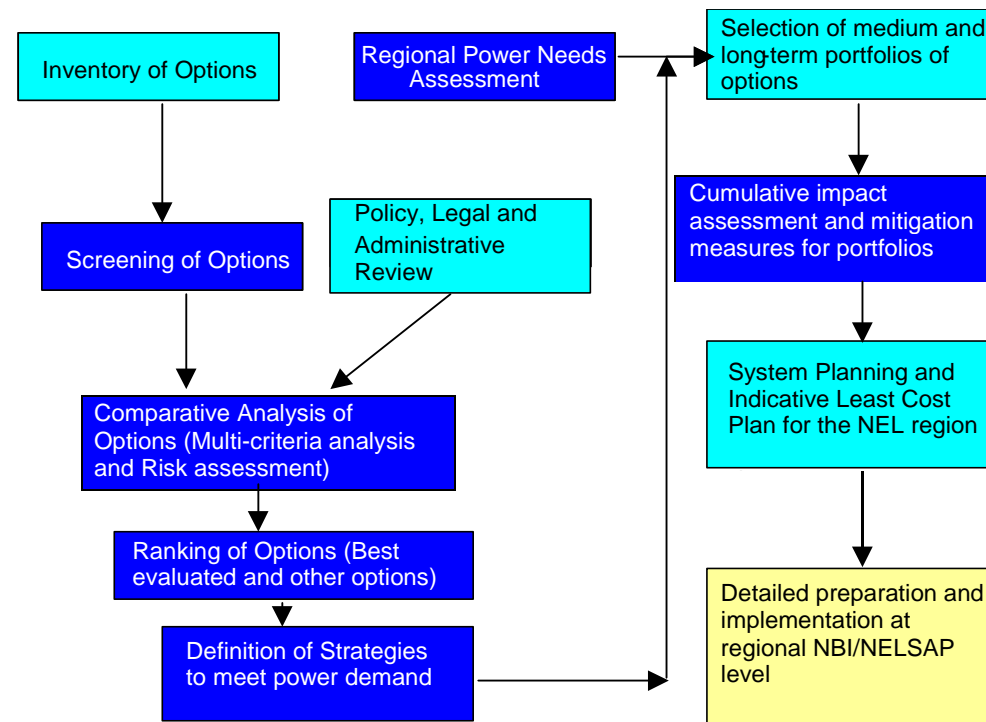 Inventory of Options
Regional Power Needs
Assessment
Selection of medium and
long-term portfolios of
options
Screening of Options
Policy, Legal and
Administrative
Review
Cumulative impact
assessment and mitigation
measures for portfolios
Comparative Analysis of
Options (Multi-criteria analysis
and Risk assessment)
System Planning and
Indicative Least Cost
Plan for the NEL region
Ranking of Options (Best
evaluated and other options)
Definition of Strategies
to meet power demand
Detailed preparation and
implementation at
regional NBI/NELSAP
level